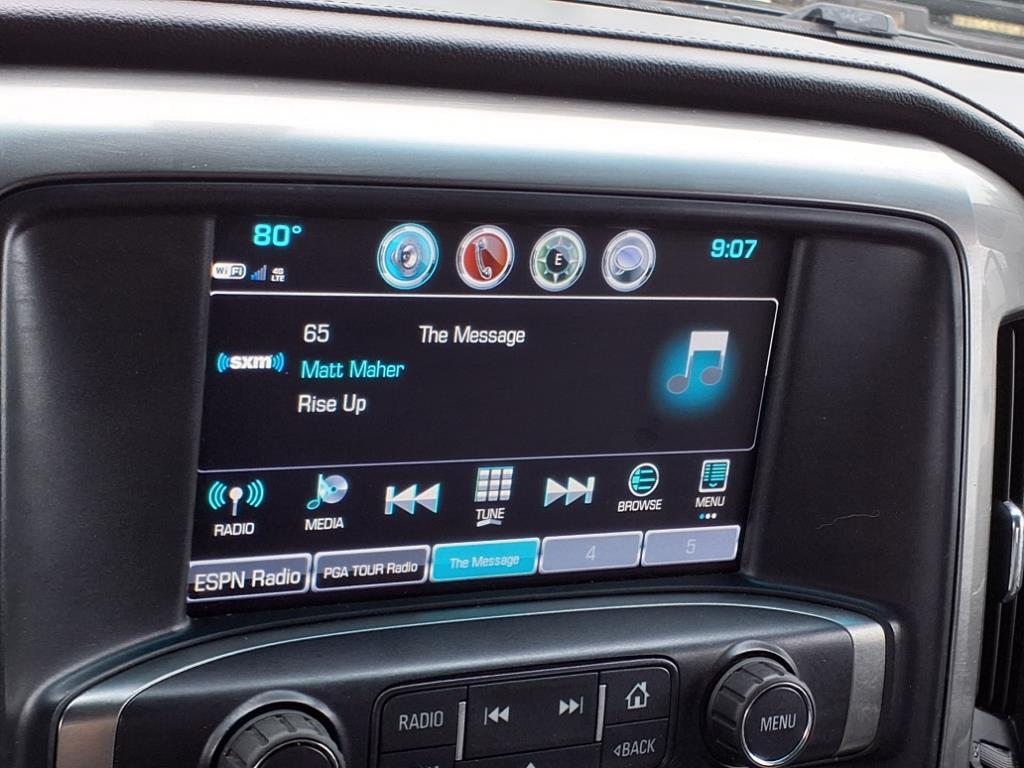 80°
9:07
WiFi
4G
LTE
E
65 The Message
sxm
Matt Maher
Rise Up
RADIO
MEDIA
TUNE
BROWSE
MENU
ESPN Radio
PGA TOUR Radio
The Message
4
5
RADIO
MENU
BACK